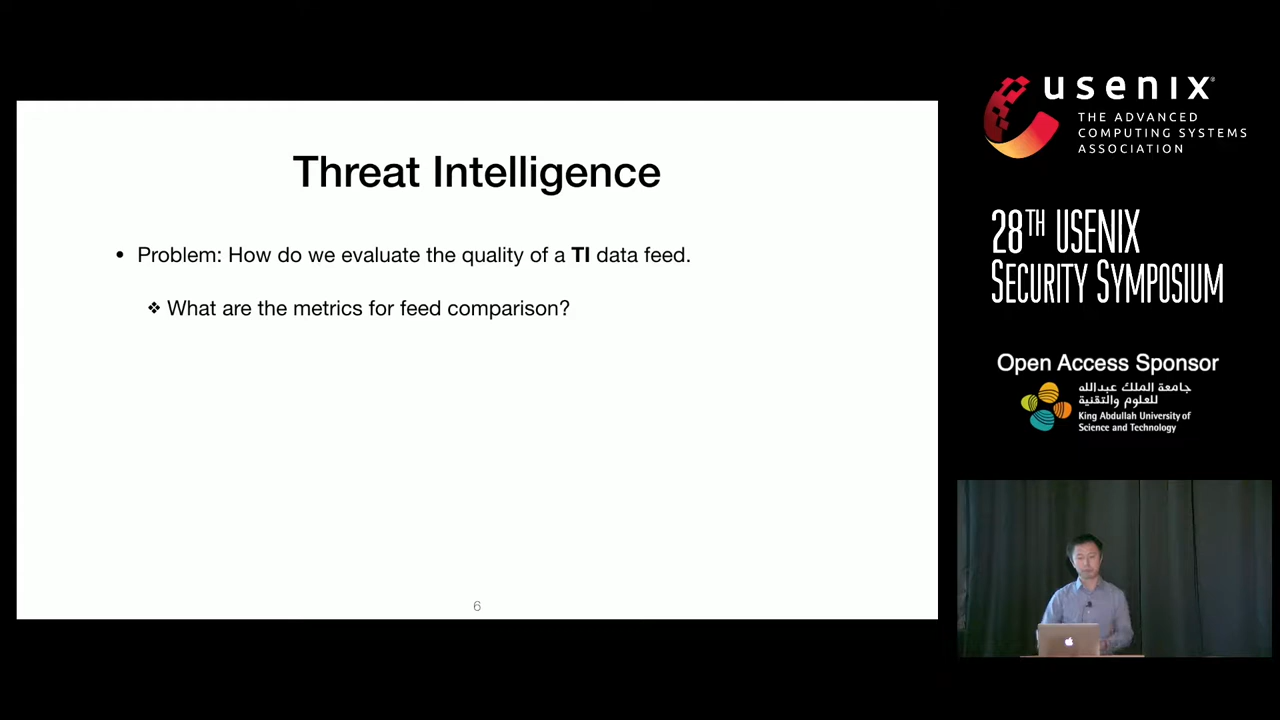 Threat Intelligence
• Problem: How do we evaluate the quality of a TI data feed.
❖ What are the metrics for feed comparison?
6
usenix
THE ADVANCED
COMPUTING SYSTEMS
ASSOCIATION
28TH USENIX
SECURITY SYMPOSIUM
Open Access Sponsor
جامعة الملك عبدالله
للعلوم والتقنية
King Abdullah University of
Science and Technology